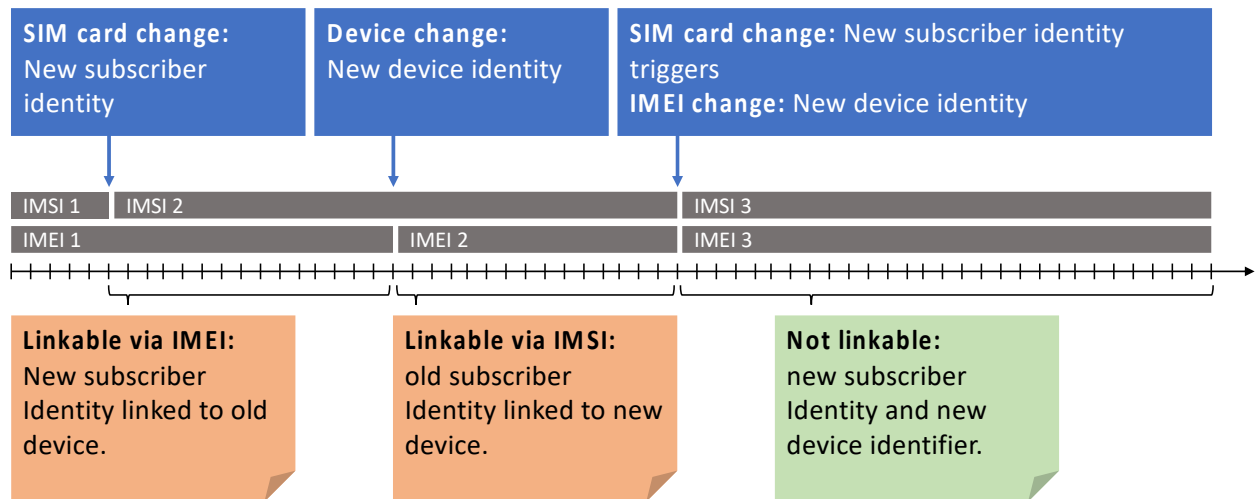 SIM card change:
New subscriber
identity
Device change:
New device identity
SIM card change: New subscriber identity
triggers
IMEI change: New device identity
IMSI 1
IMSI 2
IMSI 3
IMEI 1
IMEI 2
IMEI 3
Linkable via IMEI:
New subscriber
Identity linked to old
device.
Linkable via IMSI:
old subscriber
Identity linked to new
device.
Not linkable:
new subscriber
Identity and new
device identifier.